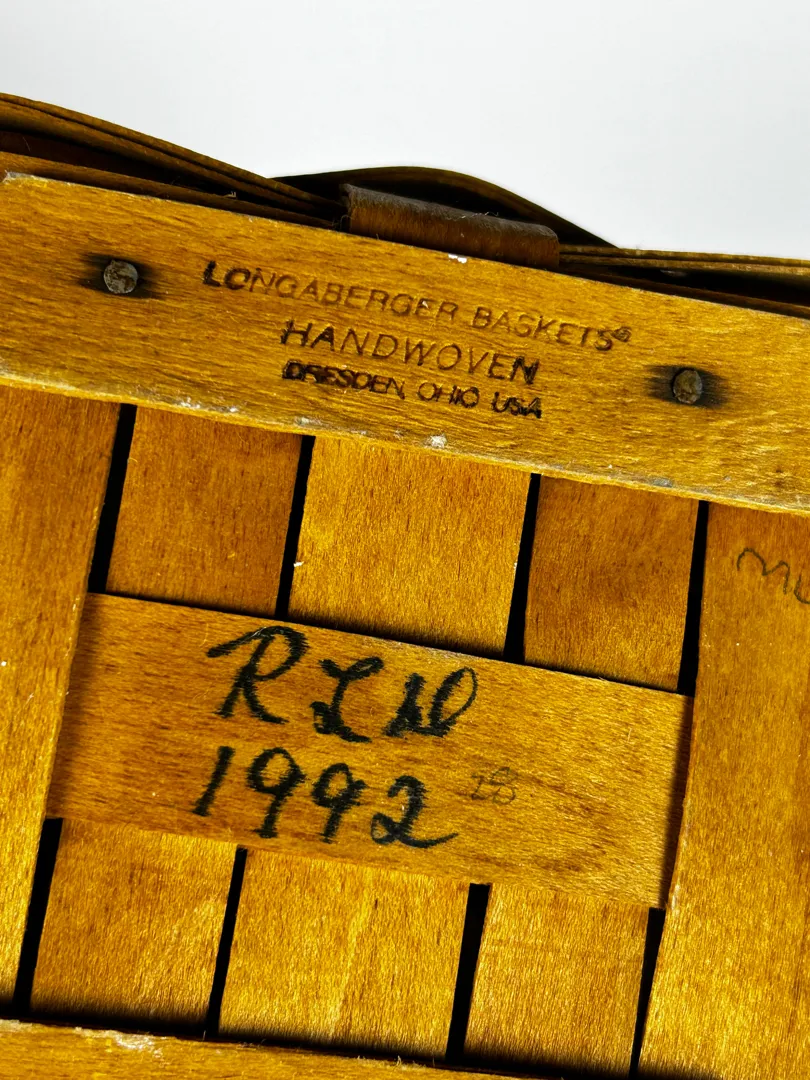 LONGABERGER BASKETS®
HANDWOVEN
DRESDEN, OHIO USA
RLW
1992